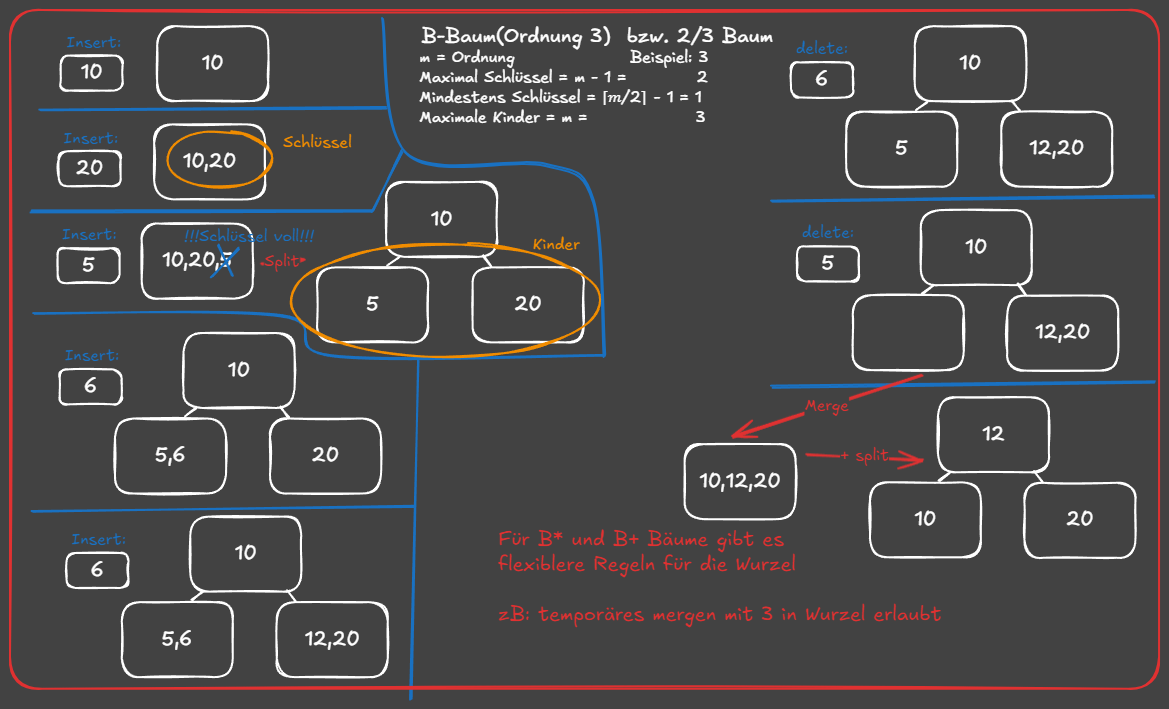 Insert:
10
10
Insert:
20
10,20
Schlüssel
Insert:
5
!!!Schlüssel voll!!!
10,20,5
*Split*
10
Kinder
5
20
Insert:
6
10
5,6
20
Insert:
6
10
5,6
12,20
B-Baum(Ordnung 3) bzw. 2/3 Baum
m = Ordnung Beispiel: 3
Maximal Schlüssel = m - 1 = 2
Mindestens Schlüssel = ⌈m/2⌉ - 1 = 1
Maximale Kinder = m = 3
delete:
6
10
5
12,20
delete:
5
10
12,20
Merge
10,12,20
+ split
12
10
20
Für B* und B+ Bäume gibt es
flexiblere Regeln für die Wurzel
zB: temporäres mergen mit 3 in Wurzel erlaubt